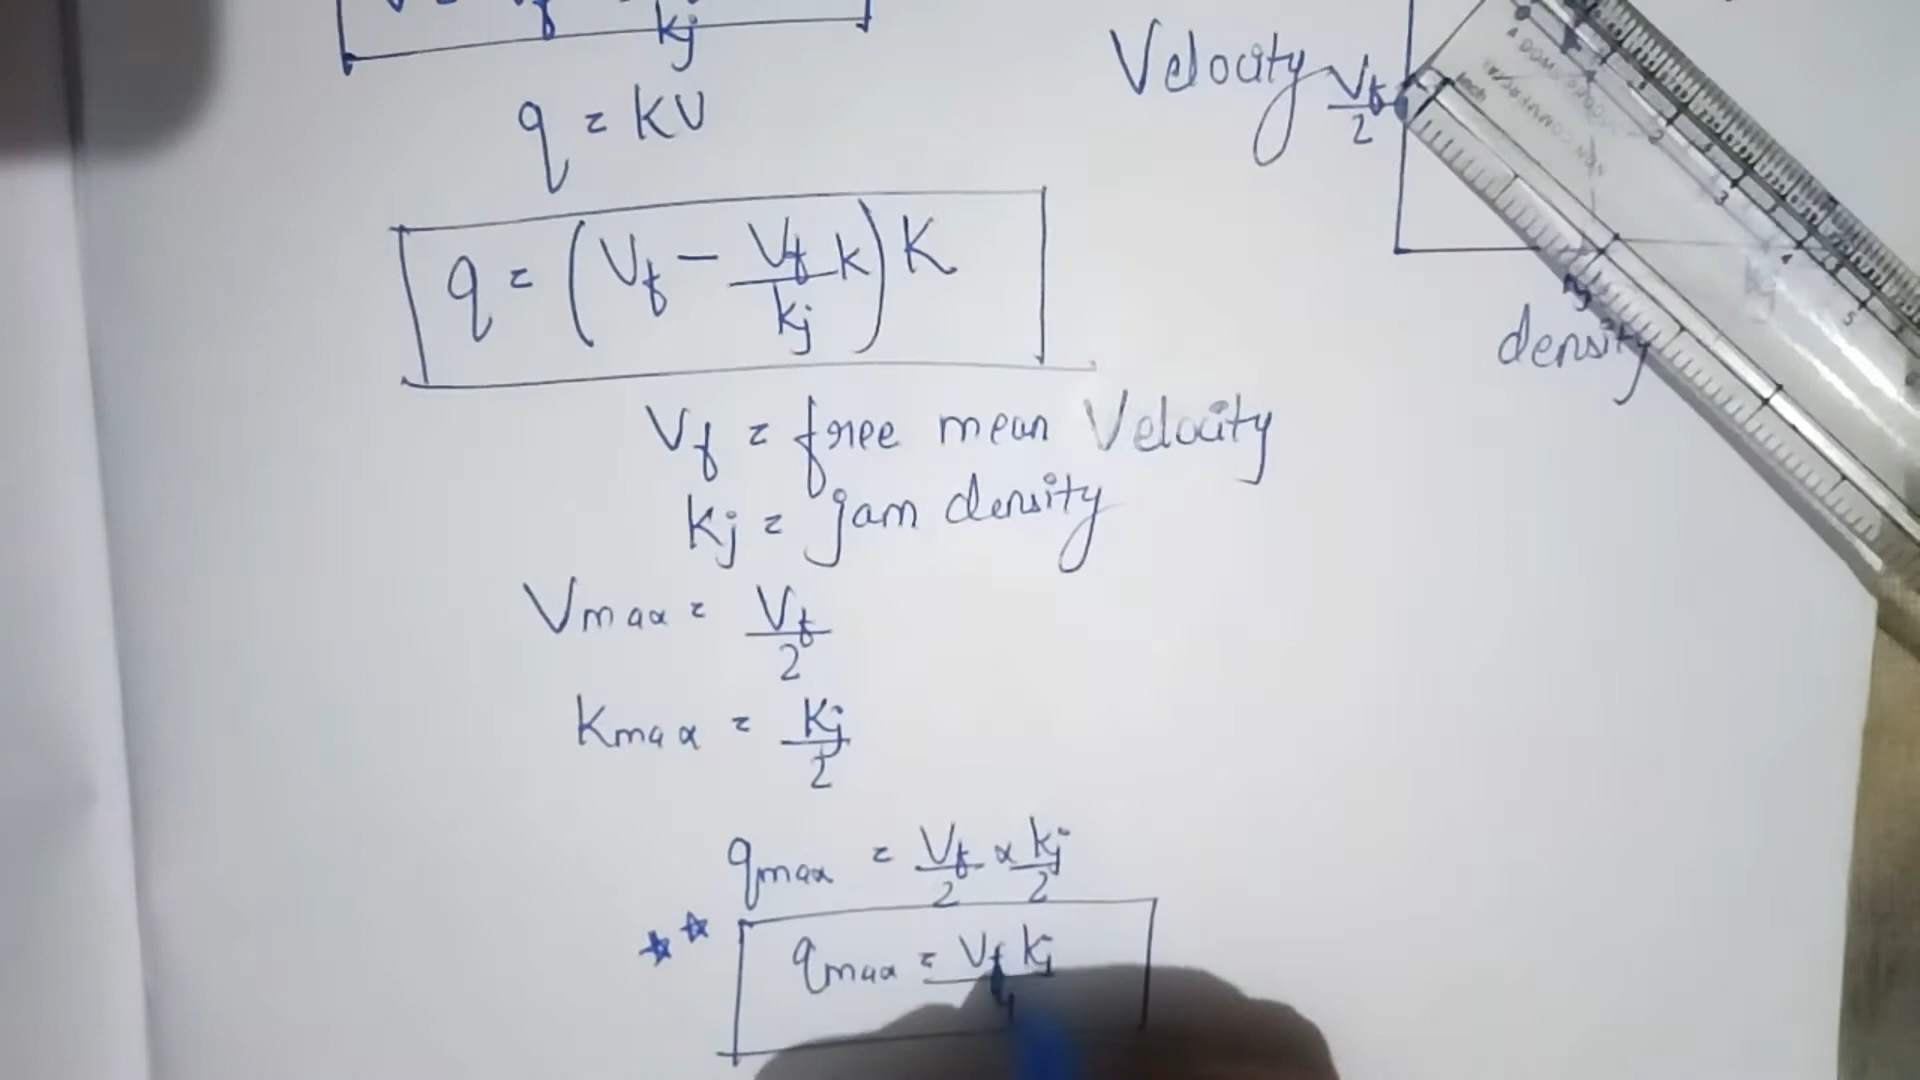 kj
q = KV
q = (Vf - Vf/kj k) K
Vf = free mean Velocity
kj = jam density
Vmax = Vf/2
Kmax = Kj/2
qmax = Vf/2 x kj/2
qmax = Vf kj/4
Velocity
Vf/2
density